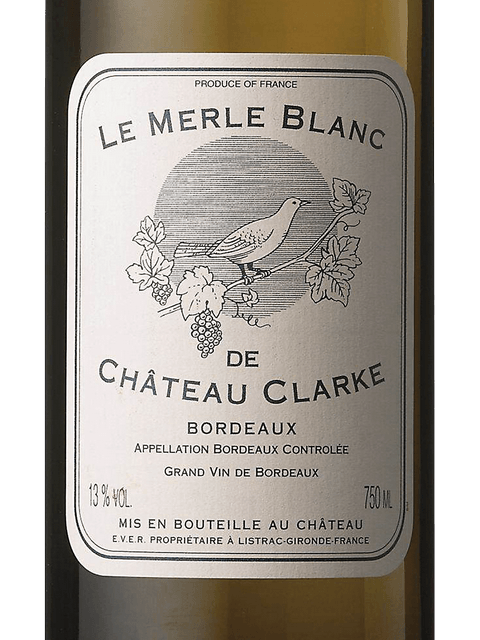 PRODUCE OF FRANCE
LE MERLE BLANC
DE
CHÂTEAU CLARKE
BORDEAUX
APPELLATION BORDEAUX CONTROLÉE
GRAND VIN DE BORDEAUX
13 % VOL.
750 ML
MIS EN BOUTEILLE AU CHÂTEAU
E.V.E.R. PROPRIÉTAIRE À LISTRAC-GIRONDE-FRANCE